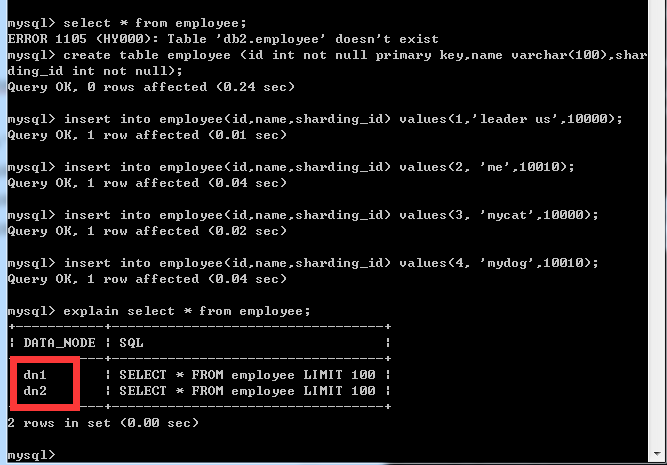 mysql> select * from employee;
ERROR 1105 (HY000): Table 'db2.employee' doesn't exist
mysql> create table employee (id int not null primary key,name varchar(100),shar
ding_id int not null);
Query OK, 0 rows affected (0.24 sec)
mysql> insert into employee(id,name,sharding_id) values(1,'leader us',10000);
Query OK, 1 row affected (0.01 sec)
mysql> insert into employee(id,name,sharding_id) values(2, 'me',10010);
Query OK, 1 row affected (0.04 sec)
mysql> insert into employee(id,name,sharding_id) values(3, 'mycat',10000);
Query OK, 1 row affected (0.02 sec)
mysql> insert into employee(id,name,sharding_id) values(4, 'mydog',10010);
Query OK, 1 row affected (0.04 sec)
mysql> explain select * from employee;
+-----------+----------------------------------+
| DATA_NODE | SQL                              |
+-----------+----------------------------------+
| dn1       | SELECT * FROM employee LIMIT 100 |
| dn2       | SELECT * FROM employee LIMIT 100 |
+-----------+----------------------------------+
2 rows in set (0.00 sec)
mysql>